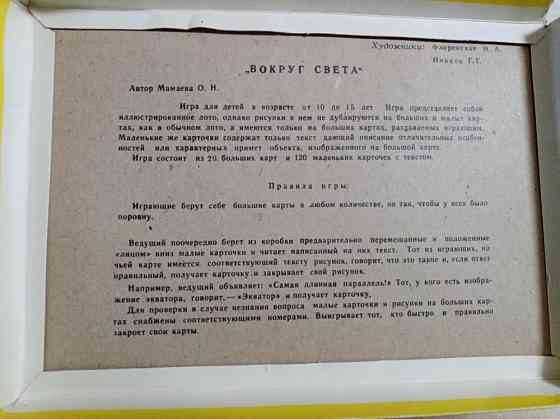 Художники: Флоренская Н. А.
Попков Г. Г.
„ВОКРУГ СВЕТА"
Автор Мамаева О. Н.
Игра для детей в возрасте от 10 до 15 лет Игра представляет собой
иллюстрированное лото, однако рисунки в нем не дублируются на больших и малых кар-
тах, как в обычном лото, а имеются только на больших картах, раздаваемых играющим.
Маленькие же карточки содержат только текст дающий описание отличительных особен-
ностей или характерных примет объекта, изображенного на большой карте.
Игра состоит из 20 больших карт и 120 маленьких карточек с текстом.
Правила игры:
Играющие берут себе большие карты в любом количестве, но так, чтобы у всех было
поровну.
Ведущий поочередно берет из коробки предварительно перемешанные и положенные
«лицом» вниз малые карточки и читает написанный на них текст. Тот из играющих, на
чьей карте имеется соответствующий тексту рисунок, говорит, что это такое и, если ответ
правильный, получает карточку и закрывает свой рисунок.
Например, ведущий объявляет: «Самая длинная параллель!» Тот, у кого есть изобра-
жение экватора, говорит,—«Экватор» и получает карточку,
Для проверки в случае незнания вопроса малые карточки и рисунки на больших кар-
тах снабжены соответствующими номерами. Выигрывает тот, кто быстро и правильно
закроет свои карты.